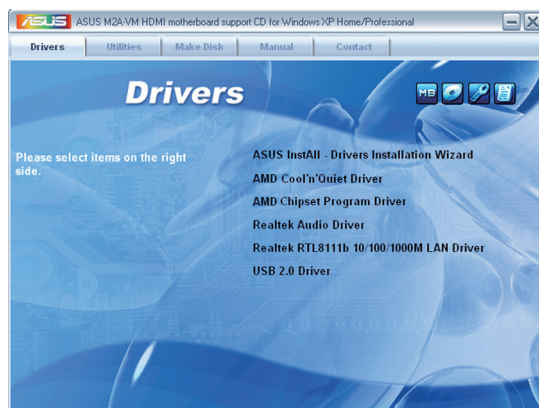 ASUS ASUS M2A-VM HDMI motherboard support CD for Windows XP Home/Professional
Drivers Utilities Make Disk Manual Contact
Drivers
MB
Please select items on the right
side.
ASUS InstAll - Drivers Installation Wizard
AMD Cool'n'Quiet Driver
AMD Chipset Program Driver
Realtek Audio Driver
Realtek RTL8111b 10/100/1000M LAN Driver
USB 2.0 Driver